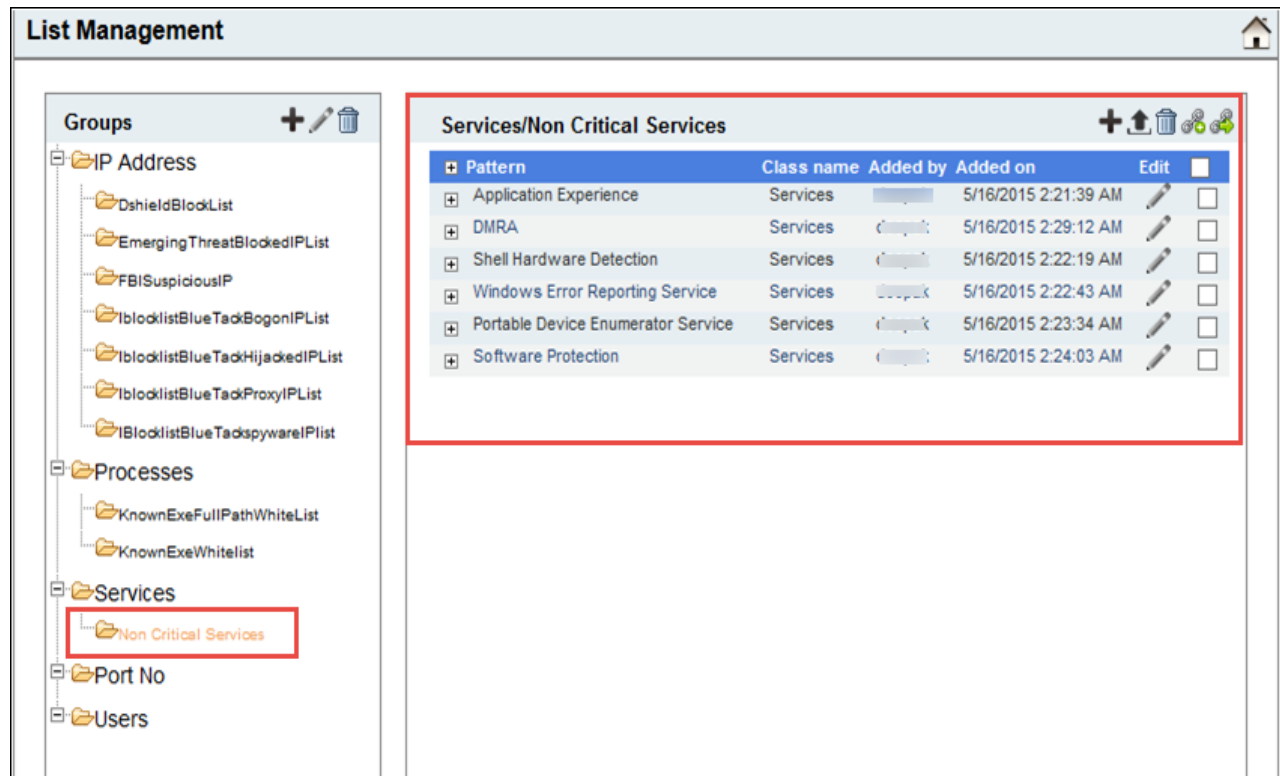 List Management
Groups
IP Address
DshieldBlockList
EmergingThreatBlockedIPList
FBISuspiciousIP
IblocklistBlueTackBogonIPList
IblocklistBlueTackHijackedIPList
IblocklistBlueTackProxyIPList
IBlocklistBlueTackspywareIPlist
Processes
KnownExeFullPathWhiteList
KnownExeWhitelist
Services
Non Critical Services
Port No
Users
Services/Non Critical Services
Pattern Class name Added by Added on Edit
Application Experience Services 5/16/2015 2:21:39 AM
DMRA Services 5/16/2015 2:29:12 AM
Shell Hardware Detection Services 5/16/2015 2:22:19 AM
Windows Error Reporting Service Services 5/16/2015 2:22:43 AM
Portable Device Enumerator Service Services 5/16/2015 2:23:34 AM
Software Protection Services 5/16/2015 2:24:03 AM